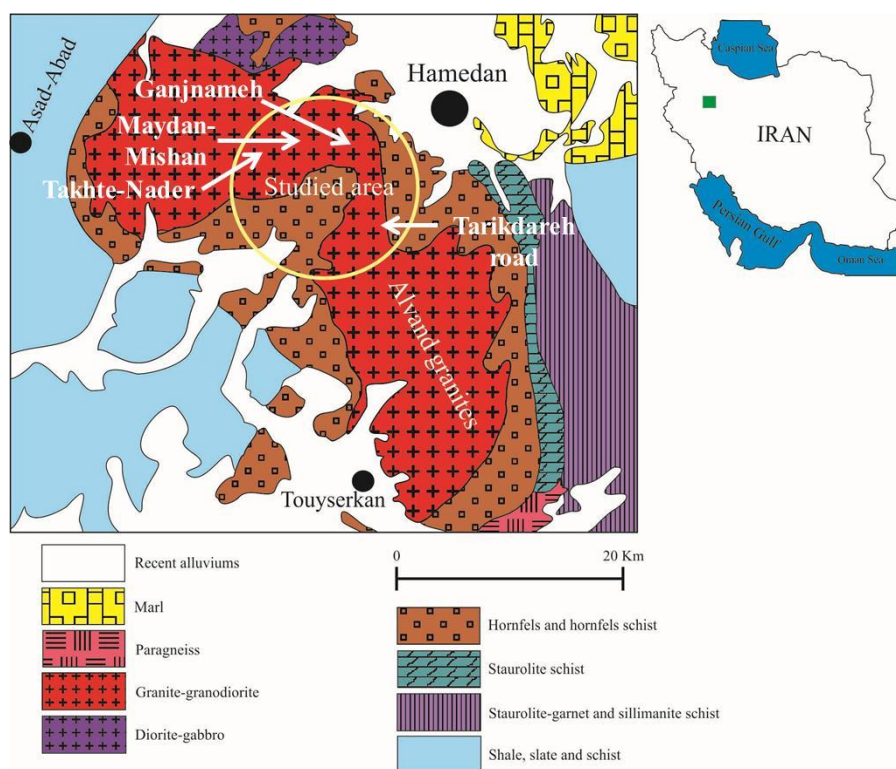 Asad-Abad
Ganjnameh
Maydan-
Mishan
Takhte-Nader
Studied area
Hamedan
Tarikdareh
road
Alvand granites
Touyserkan
Caspian Sea
IRAN
Persian Gulf
Oman Sea
Recent alluviums
Marl
Paragneiss
Granite-granodiorite
Diorite-gabbro
0 20 Km
Hornfels and hornfels schist
Staurolite schist
Staurolite-garnet and sillimanite schist
Shale, slate and schist